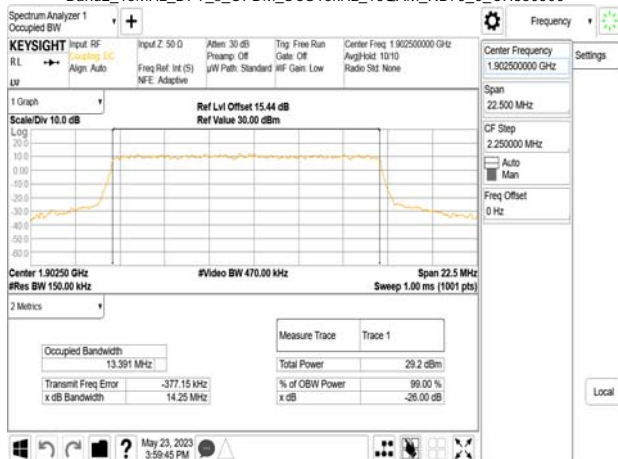 Spectrum Analyzer 1
Occupied BW
Frequency
KEYSIGHT
Input: RF
Coupling: DC
Align: Auto
Input Z: 50 Ω
Freq Ref: Int (S)
NFE: Adaptive
Atten: 30 dB
Preamp: Off
µW Path: Standard
Trig: Free Run
Gate: Off
#IF Gain: Low
Center Freq: 1.902500000 GHz
Avg|Hold: 10/10
Radio Std: None
RL
Center Frequency
1.902500000 GHz
Settings
Span
22.500 MHz
CF Step
2.250000 MHz
Auto
Man
Freq Offset
0 Hz
1 Graph
Scale/Div 10.0 dB
Ref Lvl Offset 15.44 dB
Ref Value 30.00 dBm
Log
20.0
10.0
0.00
-10.0
-20.0
-30.0
-40.0
-50.0
-60.0
Center 1.90250 GHz
#Video BW 470.00 kHz
Span 22.5 MHz
#Res BW 150.00 kHz
Sweep 1.00 ms (1001 pts)
2 Metrics
Measure Trace
Trace 1
Occupied Bandwidth
13.391 MHz
Total Power
29.2 dBm
Transmit Freq Error
-377.15 kHz
% of OBW Power
99.00 %
x dB Bandwidth
14.25 MHz
x dB
-26.00 dB
Local
May 23, 2023
3:59:45 PM